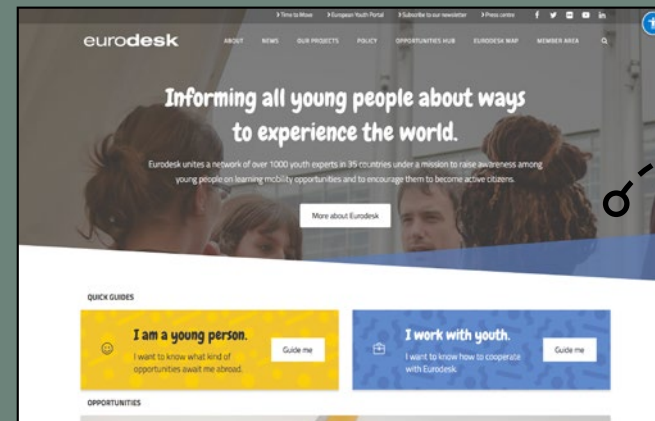 > Time to Move > European Youth Portal > Subscribe to our newsletter > Press centre
eurodesk
ABOUT NEWS OUR PROJECTS POLICY OPPORTUNITIES HUB EURODESK MAP MEMBER AREA
Informing all young people about ways
to experience the world.
Eurodesk unites a network of over 1000 youth experts in 35 countries under a mission to raise awareness among
young people on learning mobility opportunities and to encourage them to become active citizens.
More about Eurodesk
QUICK GUIDES
I am a young person.
I want to know what kind of
opportunities await me abroad.
Guide me
I work with youth.
I want to know how to cooperate
with Eurodesk.
Guide me
OPPORTUNITIES